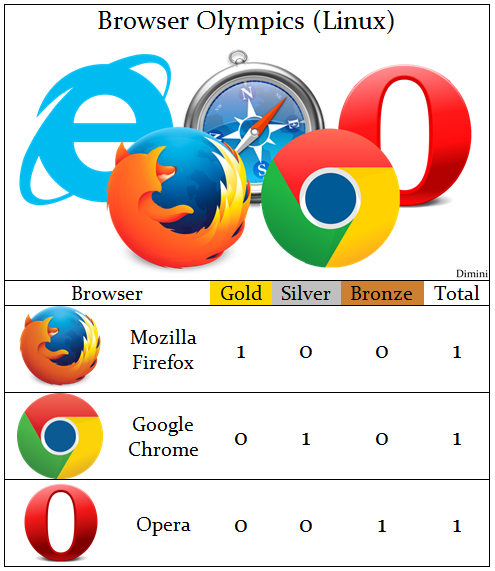 Browser Olympics (Linux)
N
E
S
Dimini
Browser Gold Silver Bronze Total
Mozilla
Firefox
1 0 0 1
Google
Chrome
0 1 0 1
Opera 0 0 1 1